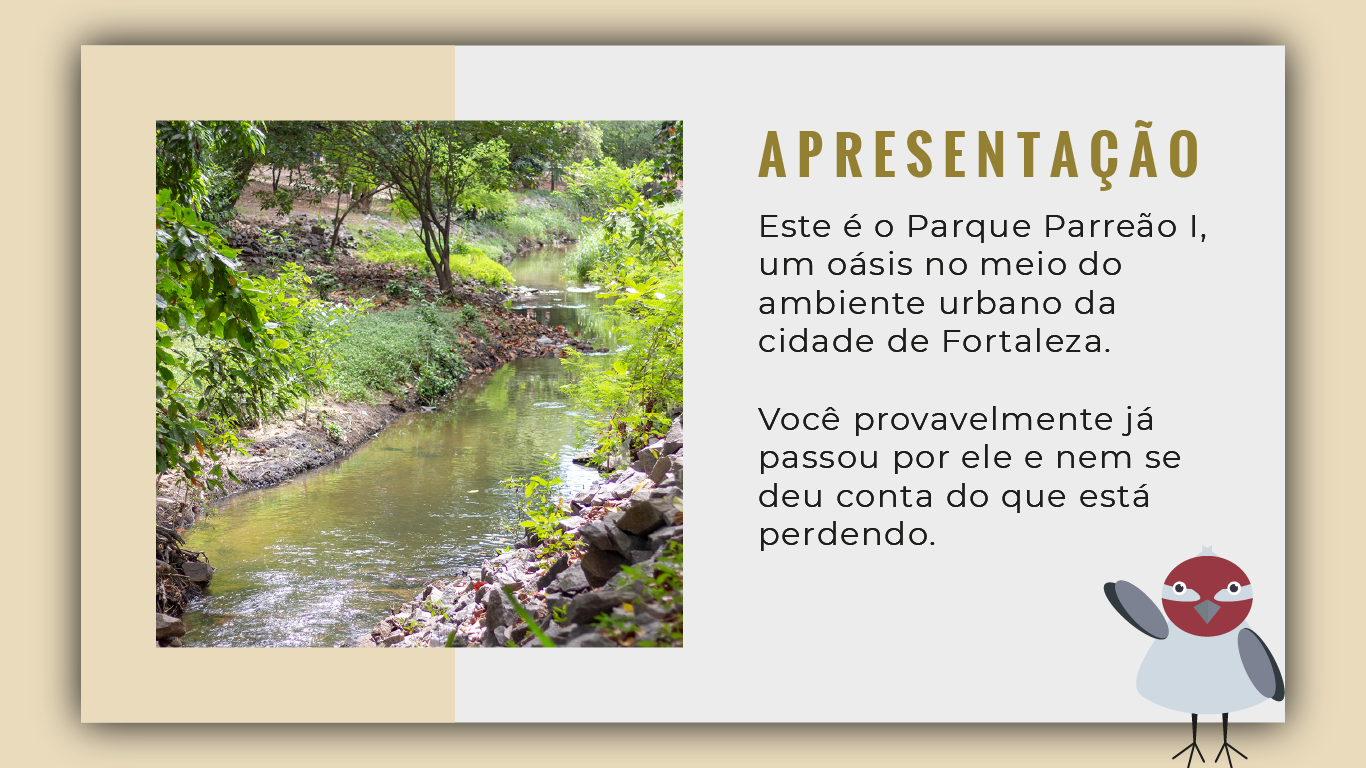 APRESENTAÇÃO
Este é o Parque Parreão I,
um oásis no meio do
ambiente urbano da
cidade de Fortaleza.
Você provavelmente já
passou por ele e nem se
deu conta do que está
perdendo.